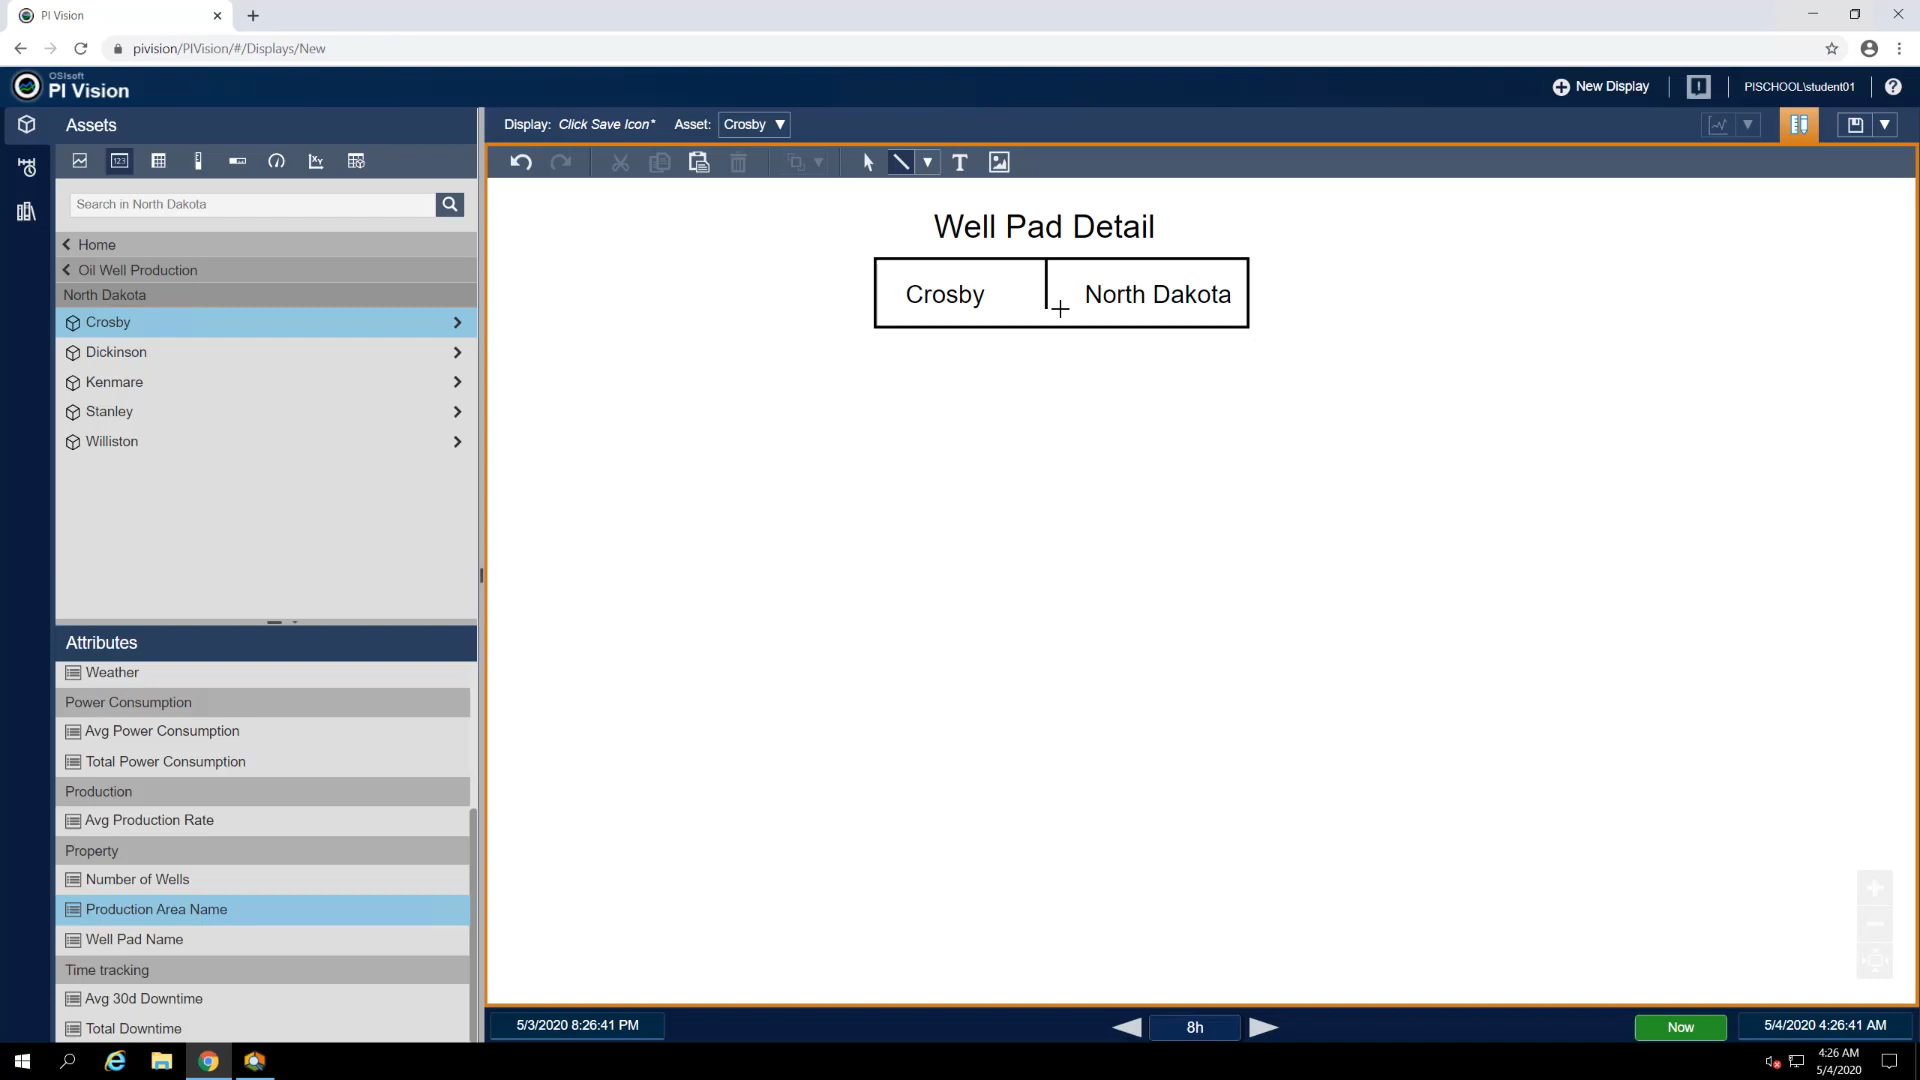 PI Vision
pivision/PIVision/#/Displays/New
OSIsoft
PI Vision
New Display
PISCHOOL\student01
Assets
Display: Click Save Icon*
Asset: Crosby
123
Search in North Dakota
Home
Oil Well Production
North Dakota
Crosby
Dickinson
Kenmare
Stanley
Williston
Well Pad Detail
Crosby
North Dakota
Attributes
Weather
Power Consumption
Avg Power Consumption
Total Power Consumption
Production
Avg Production Rate
Property
Number of Wells
Production Area Name
Well Pad Name
Time tracking
Avg 30d Downtime
Total Downtime
5/3/2020 8:26:41 PM
8h
Now
5/4/2020 4:26:41 AM
4:26 AM
5/4/2020